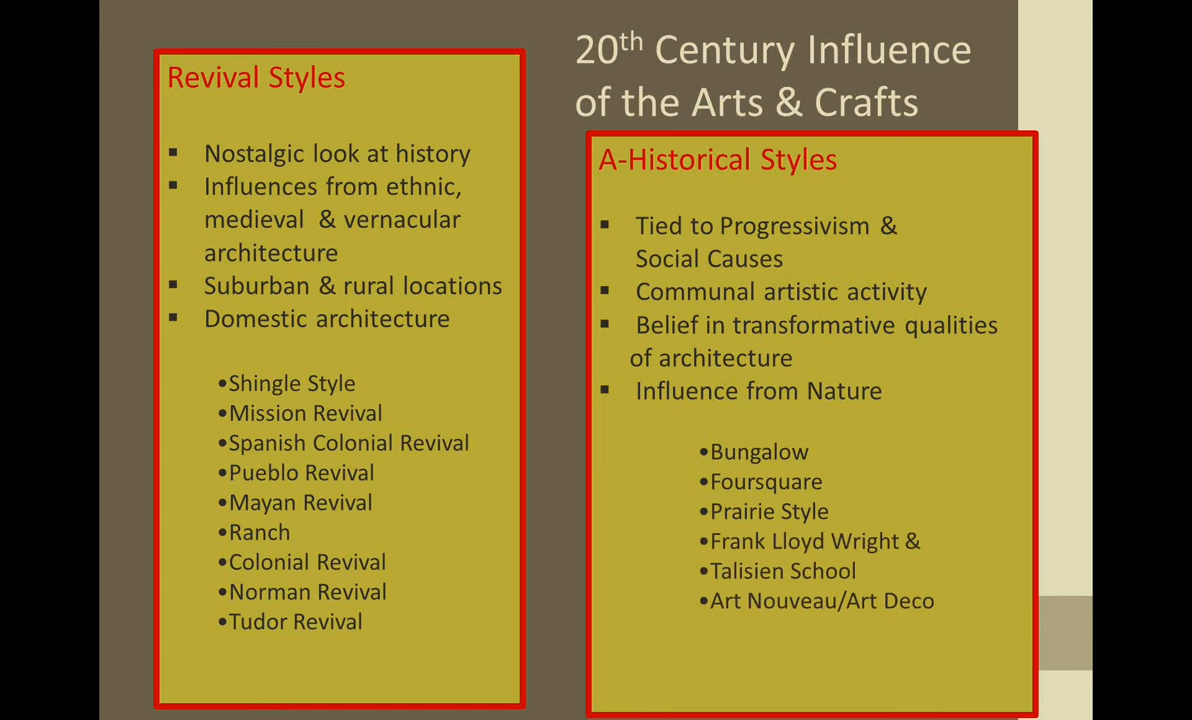 20th Century Influence
of the Arts & Crafts
Revival Styles
▪ Nostalgic look at history
▪ Influences from ethnic,
medieval & vernacular
architecture
▪ Suburban & rural locations
▪ Domestic architecture
•Shingle Style
•Mission Revival
•Spanish Colonial Revival
•Pueblo Revival
•Mayan Revival
•Ranch
•Colonial Revival
•Norman Revival
•Tudor Revival
A-Historical Styles
▪ Tied to Progressivism &
Social Causes
▪ Communal artistic activity
▪ Belief in transformative qualities
of architecture
▪ Influence from Nature
•Bungalow
•Foursquare
•Prairie Style
•Frank Lloyd Wright &
•Talisien School
•Art Nouveau/Art Deco